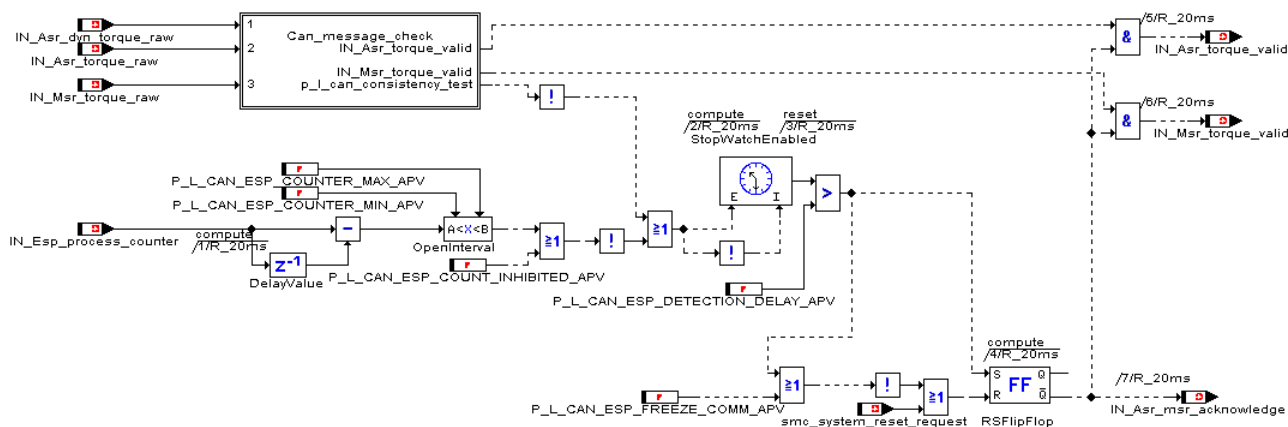 IN_Asr_dyn_torque_raw
IN_Asr_torque_raw
IN_Msr_torque_raw
1
2
3
Can_message_check
IN_Asr_torque_valid
IN_Msr_torque_valid
p_l_can_consistency_test
!
&
/5/R_20ms
IN_Asr_torque_valid
&
/6/R_20ms
IN_Msr_torque_valid
compute
/2/R_20ms
reset
/3/R_20ms
StopWatchEnabled
E
I
>
P_L_CAN_ESP_COUNTER_MAX_APV
P_L_CAN_ESP_COUNTER_MIN_APV
IN_Esp_process_counter
compute
/1/R_20ms
z-1
DelayValue
-
A<X<B
OpenInterval
≥1
!
≥1
!
P_L_CAN_ESP_COUNT_INHIBITED_APV
P_L_CAN_ESP_DETECTION_DELAY_APV
P_L_CAN_ESP_FREEZE_COMM_APV
≥1
!
≥1
smc_system_reset_request
compute
/4/R_20ms
S
Q
FF
R
Q
RSFlipFlop
/7/R_20ms
IN_Asr_msr_acknowledge